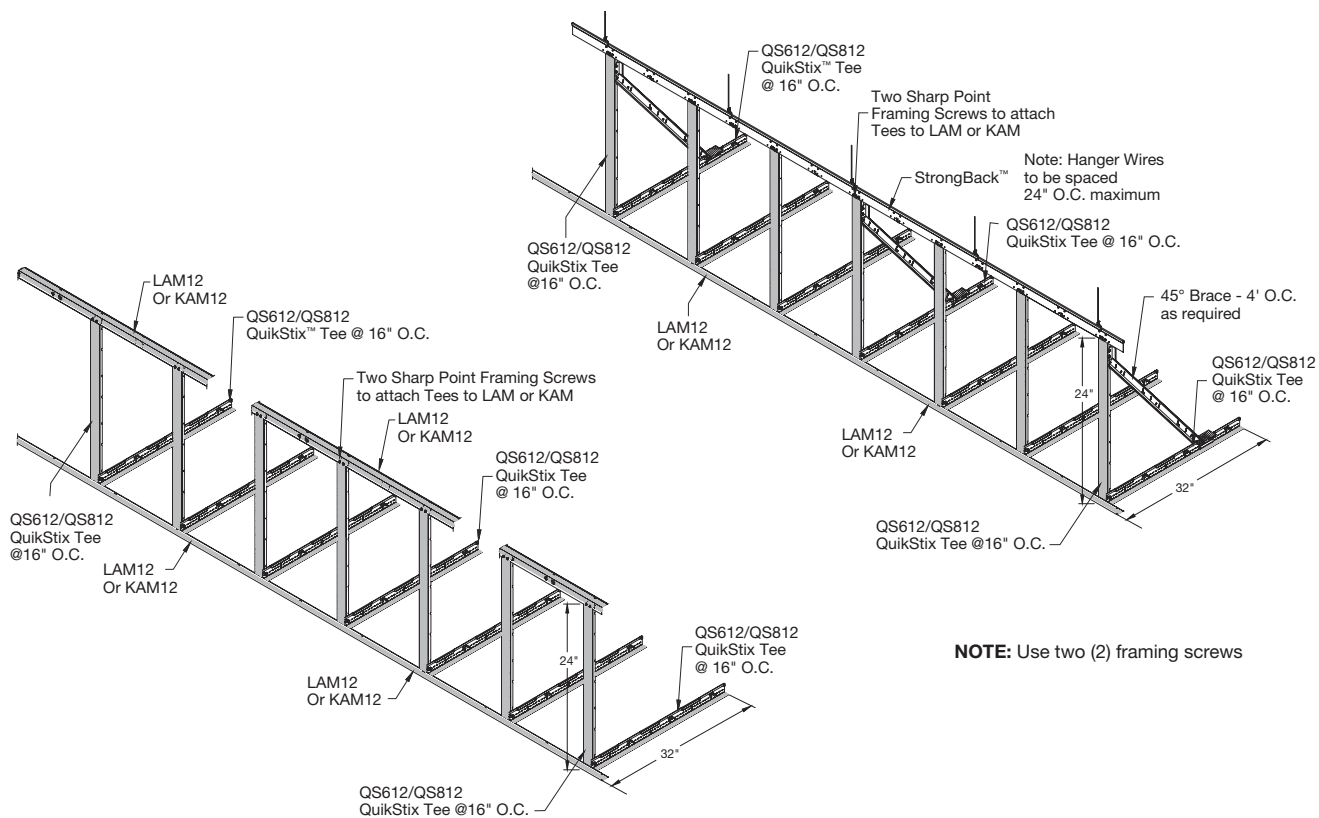 QS612/QS812
QuikStix™ Tee
@ 16" O.C.
Two Sharp Point
Framing Screws to attach
Tees to LAM or KAM
StrongBack™
Note: Hanger Wires
to be spaced
24" O.C. maximum
QS612/QS812
QuikStix Tee @ 16" O.C.
QS612/QS812
QuikStix Tee
@16" O.C.
LAM12
Or KAM12
45° Brace - 4' O.C.
as required
QS612/QS812
QuikStix Tee
@ 16" O.C.
24"
32"
LAM12
Or KAM12
QS612/QS812
QuikStix Tee @16" O.C.
LAM12
Or KAM12
QS612/QS812
QuikStix™ Tee @ 16" O.C.
Two Sharp Point Framing Screws
to attach Tees to LAM or KAM
LAM12
Or KAM12
QS612/QS812
QuikStix Tee
@ 16" O.C.
QS612/QS812
QuikStix Tee
@16" O.C.
LAM12
Or KAM12
QS612/QS812
QuikStix Tee
@ 16" O.C.
24"
32"
LAM12
Or KAM12
QS612/QS812
QuikStix Tee @16" O.C.
NOTE: Use two (2) framing screws